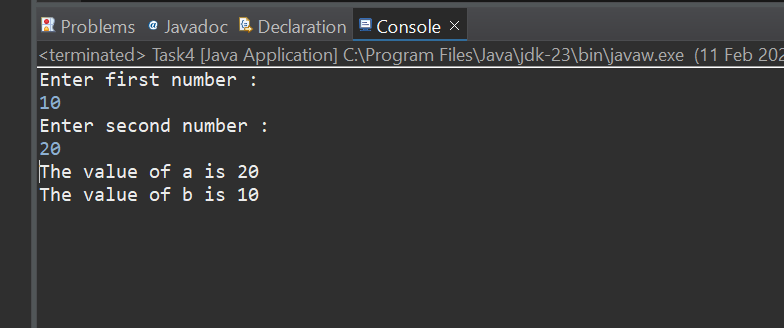 Problems Javadoc Declaration Console
<terminated> Task4 [Java Application] C:\Program Files\Java\jdk-23\bin\javaw.exe (11 Feb 202
Enter first number :
10
Enter second number :
20
The value of a is 20
The value of b is 10